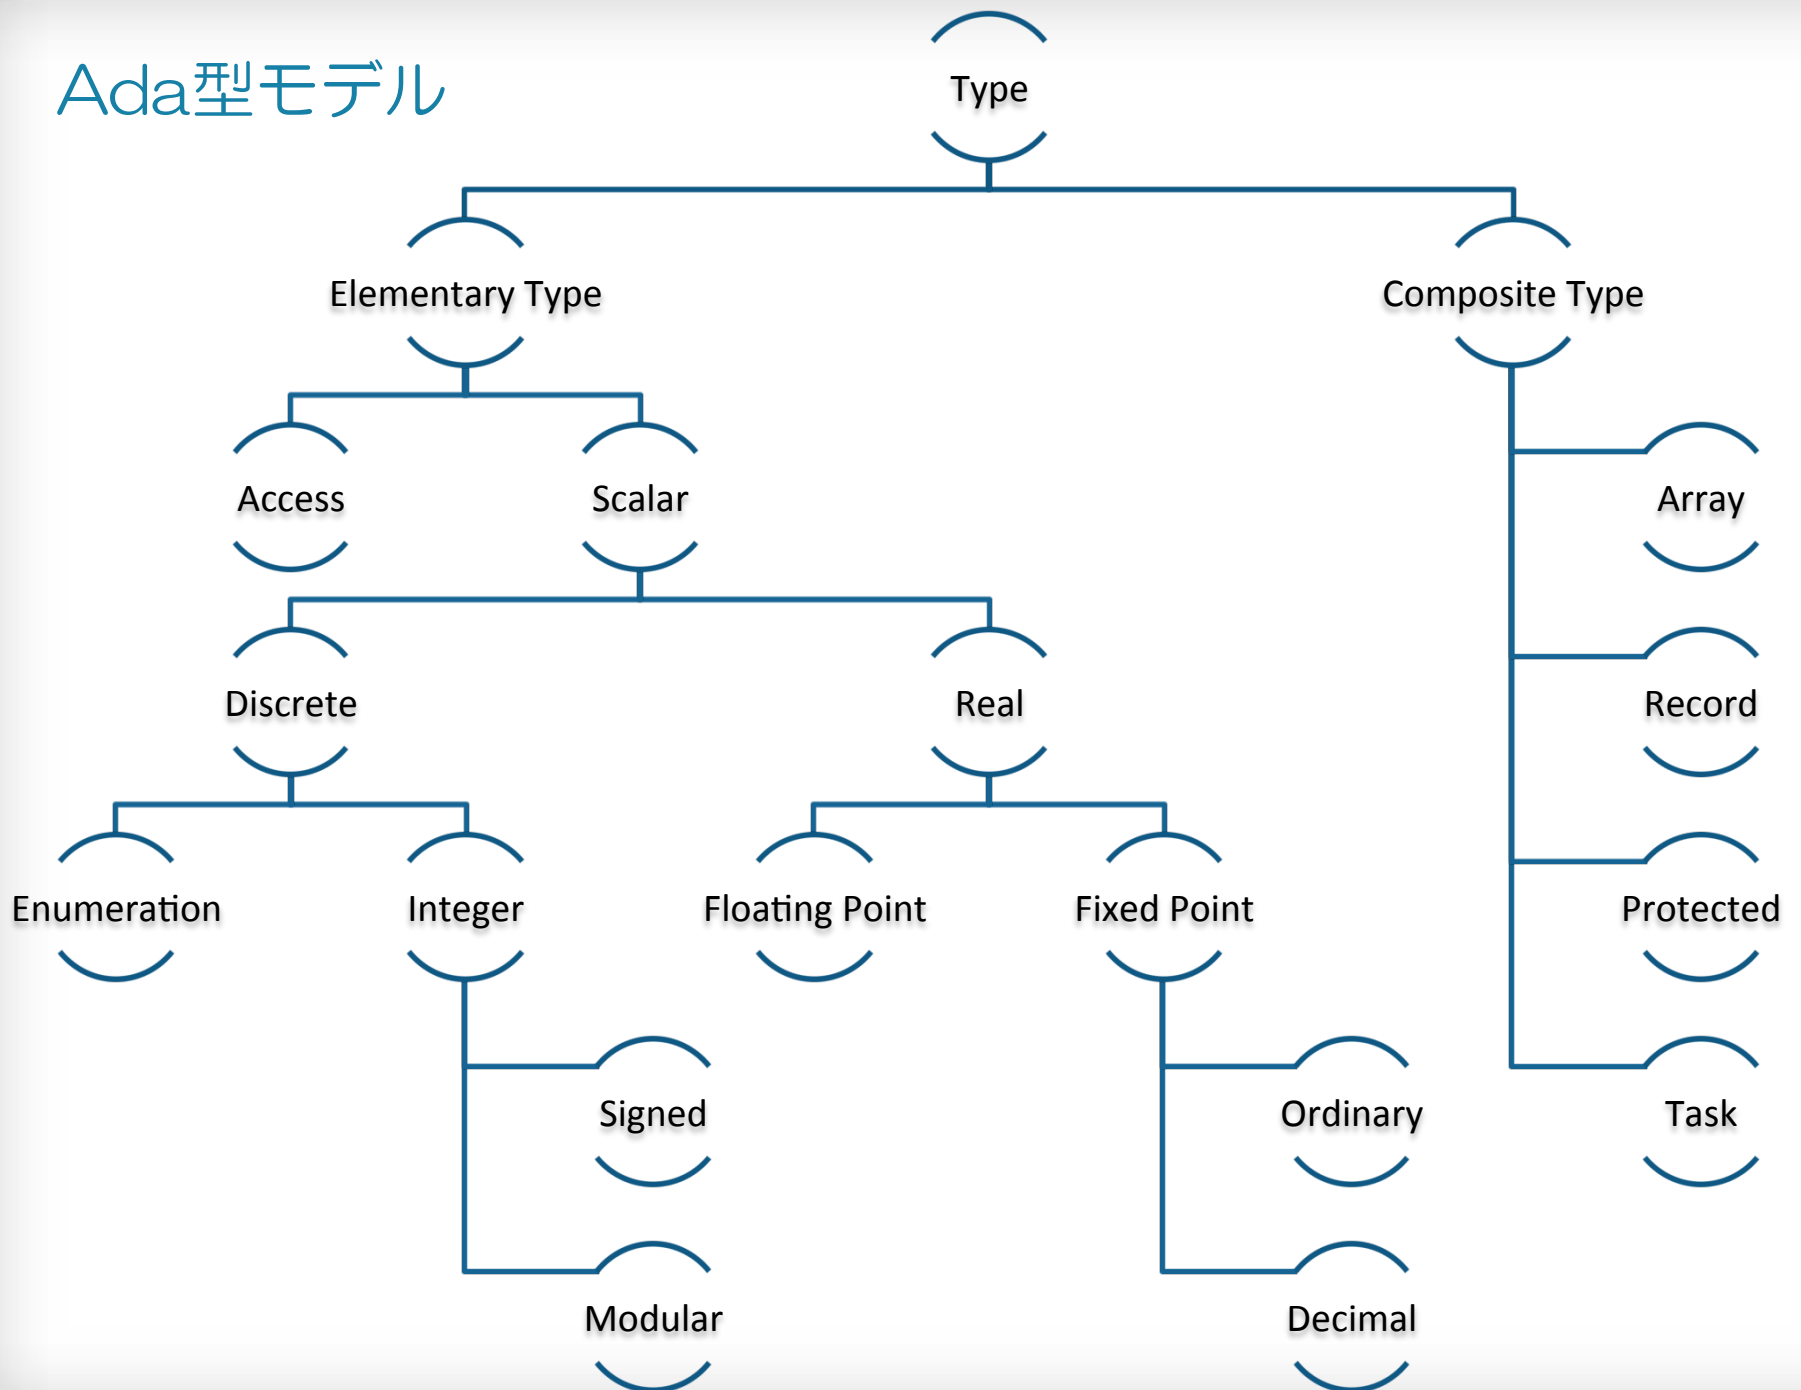 Ada型モデル
Type
Elementary Type
Composite Type
Access
Scalar
Array
Discrete
Real
Record
Enumeration
Integer
Floating Point
Fixed Point
Protected
Signed
Ordinary
Task
Modular
Decimal